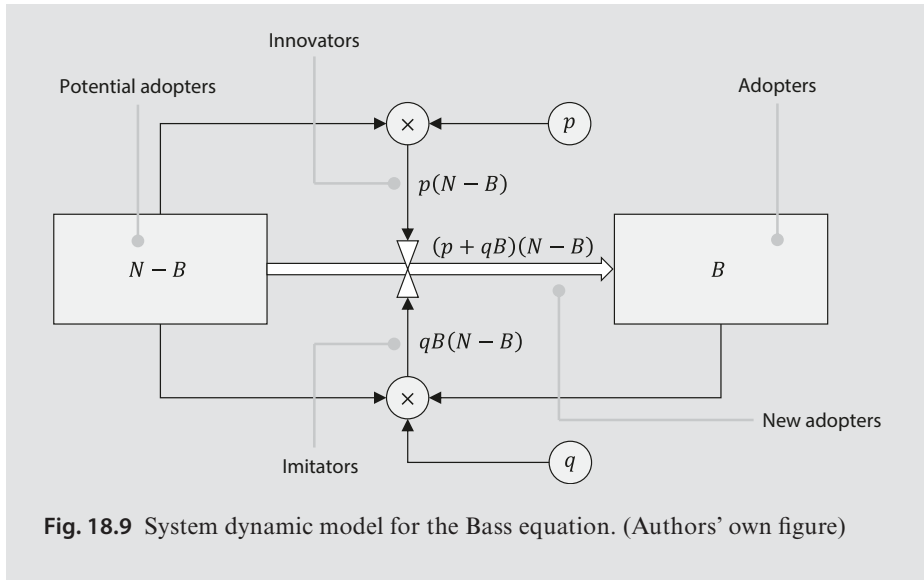 Innovators
Potential adopters
Adopters
×
p
p(N − B)
(p + qB)(N − B)
N − B
B
qB(N − B)
×
New adopters
Imitators
q
Fig. 18.9 System dynamic model for the Bass equation. (Authors' own figure)